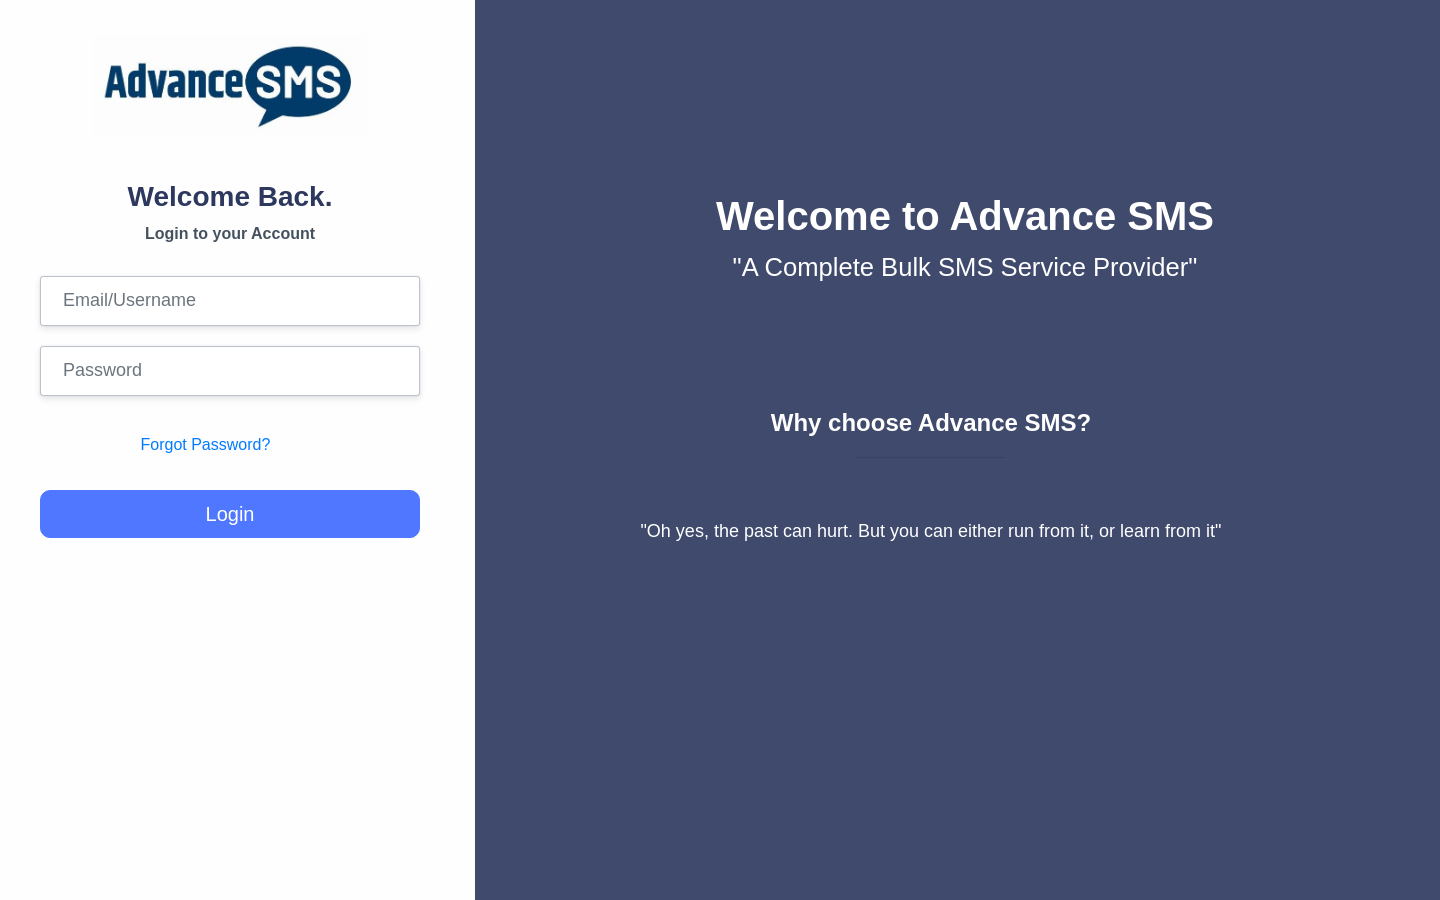 Advance SMS
Welcome Back.
Login to your Account
Email/Username
Password
Forgot Password?
Login
Welcome to Advance SMS
"A Complete Bulk SMS Service Provider"
Why choose Advance SMS?
"Oh yes, the past can hurt. But you can either run from it, or learn from it"